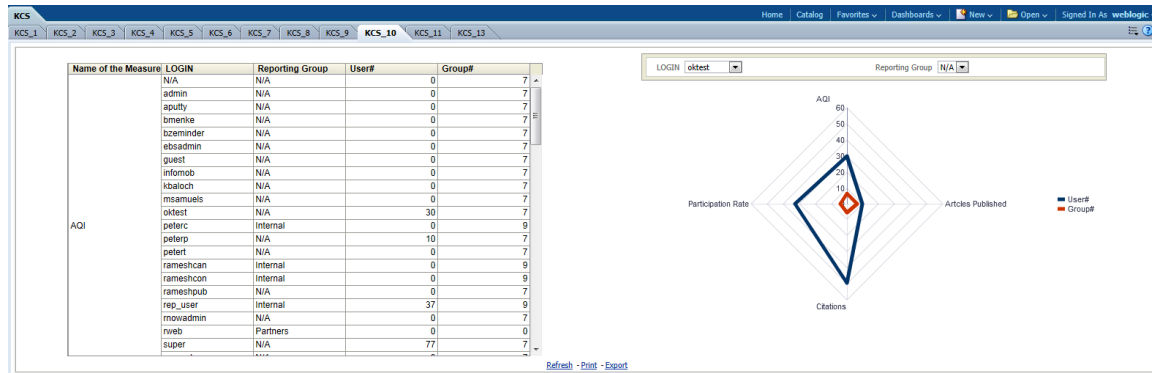 KCS Home Catalog Favorites Dashboards New Open Signed In As weblogic
KCS_1 KCS_2 KCS_3 KCS_4 KCS_5 KCS_6 KCS_7 KCS_8 KCS_9 KCS_10 KCS_11 KCS_13
Name of the Measure LOGIN Reporting Group User# Group#
AQI
N/A N/A 0 7
admin N/A 0 7
aputty N/A 0 7
bmenke N/A 0 7
bzeminder N/A 0 7
ebsadmin N/A 0 7
guest N/A 0 7
infomob N/A 0 7
kbaloch N/A 0 7
msamuels N/A 0 7
oktest N/A 30 7
peterc Internal 0 9
peterp N/A 10 7
petert N/A 0 7
rameshcan Internal 0 9
rameshcon Internal 0 9
rameshpub N/A 0 7
rep_user Internal 37 9
rnowadmin N/A 0 7
rweb Partners 0 0
super N/A 77 7
LOGIN oktest Reporting Group N/A
AQI
60
50
40
30
20
10
Participation Rate
Artcles Published
Citations
User#
Group#
Refresh - Print - Export